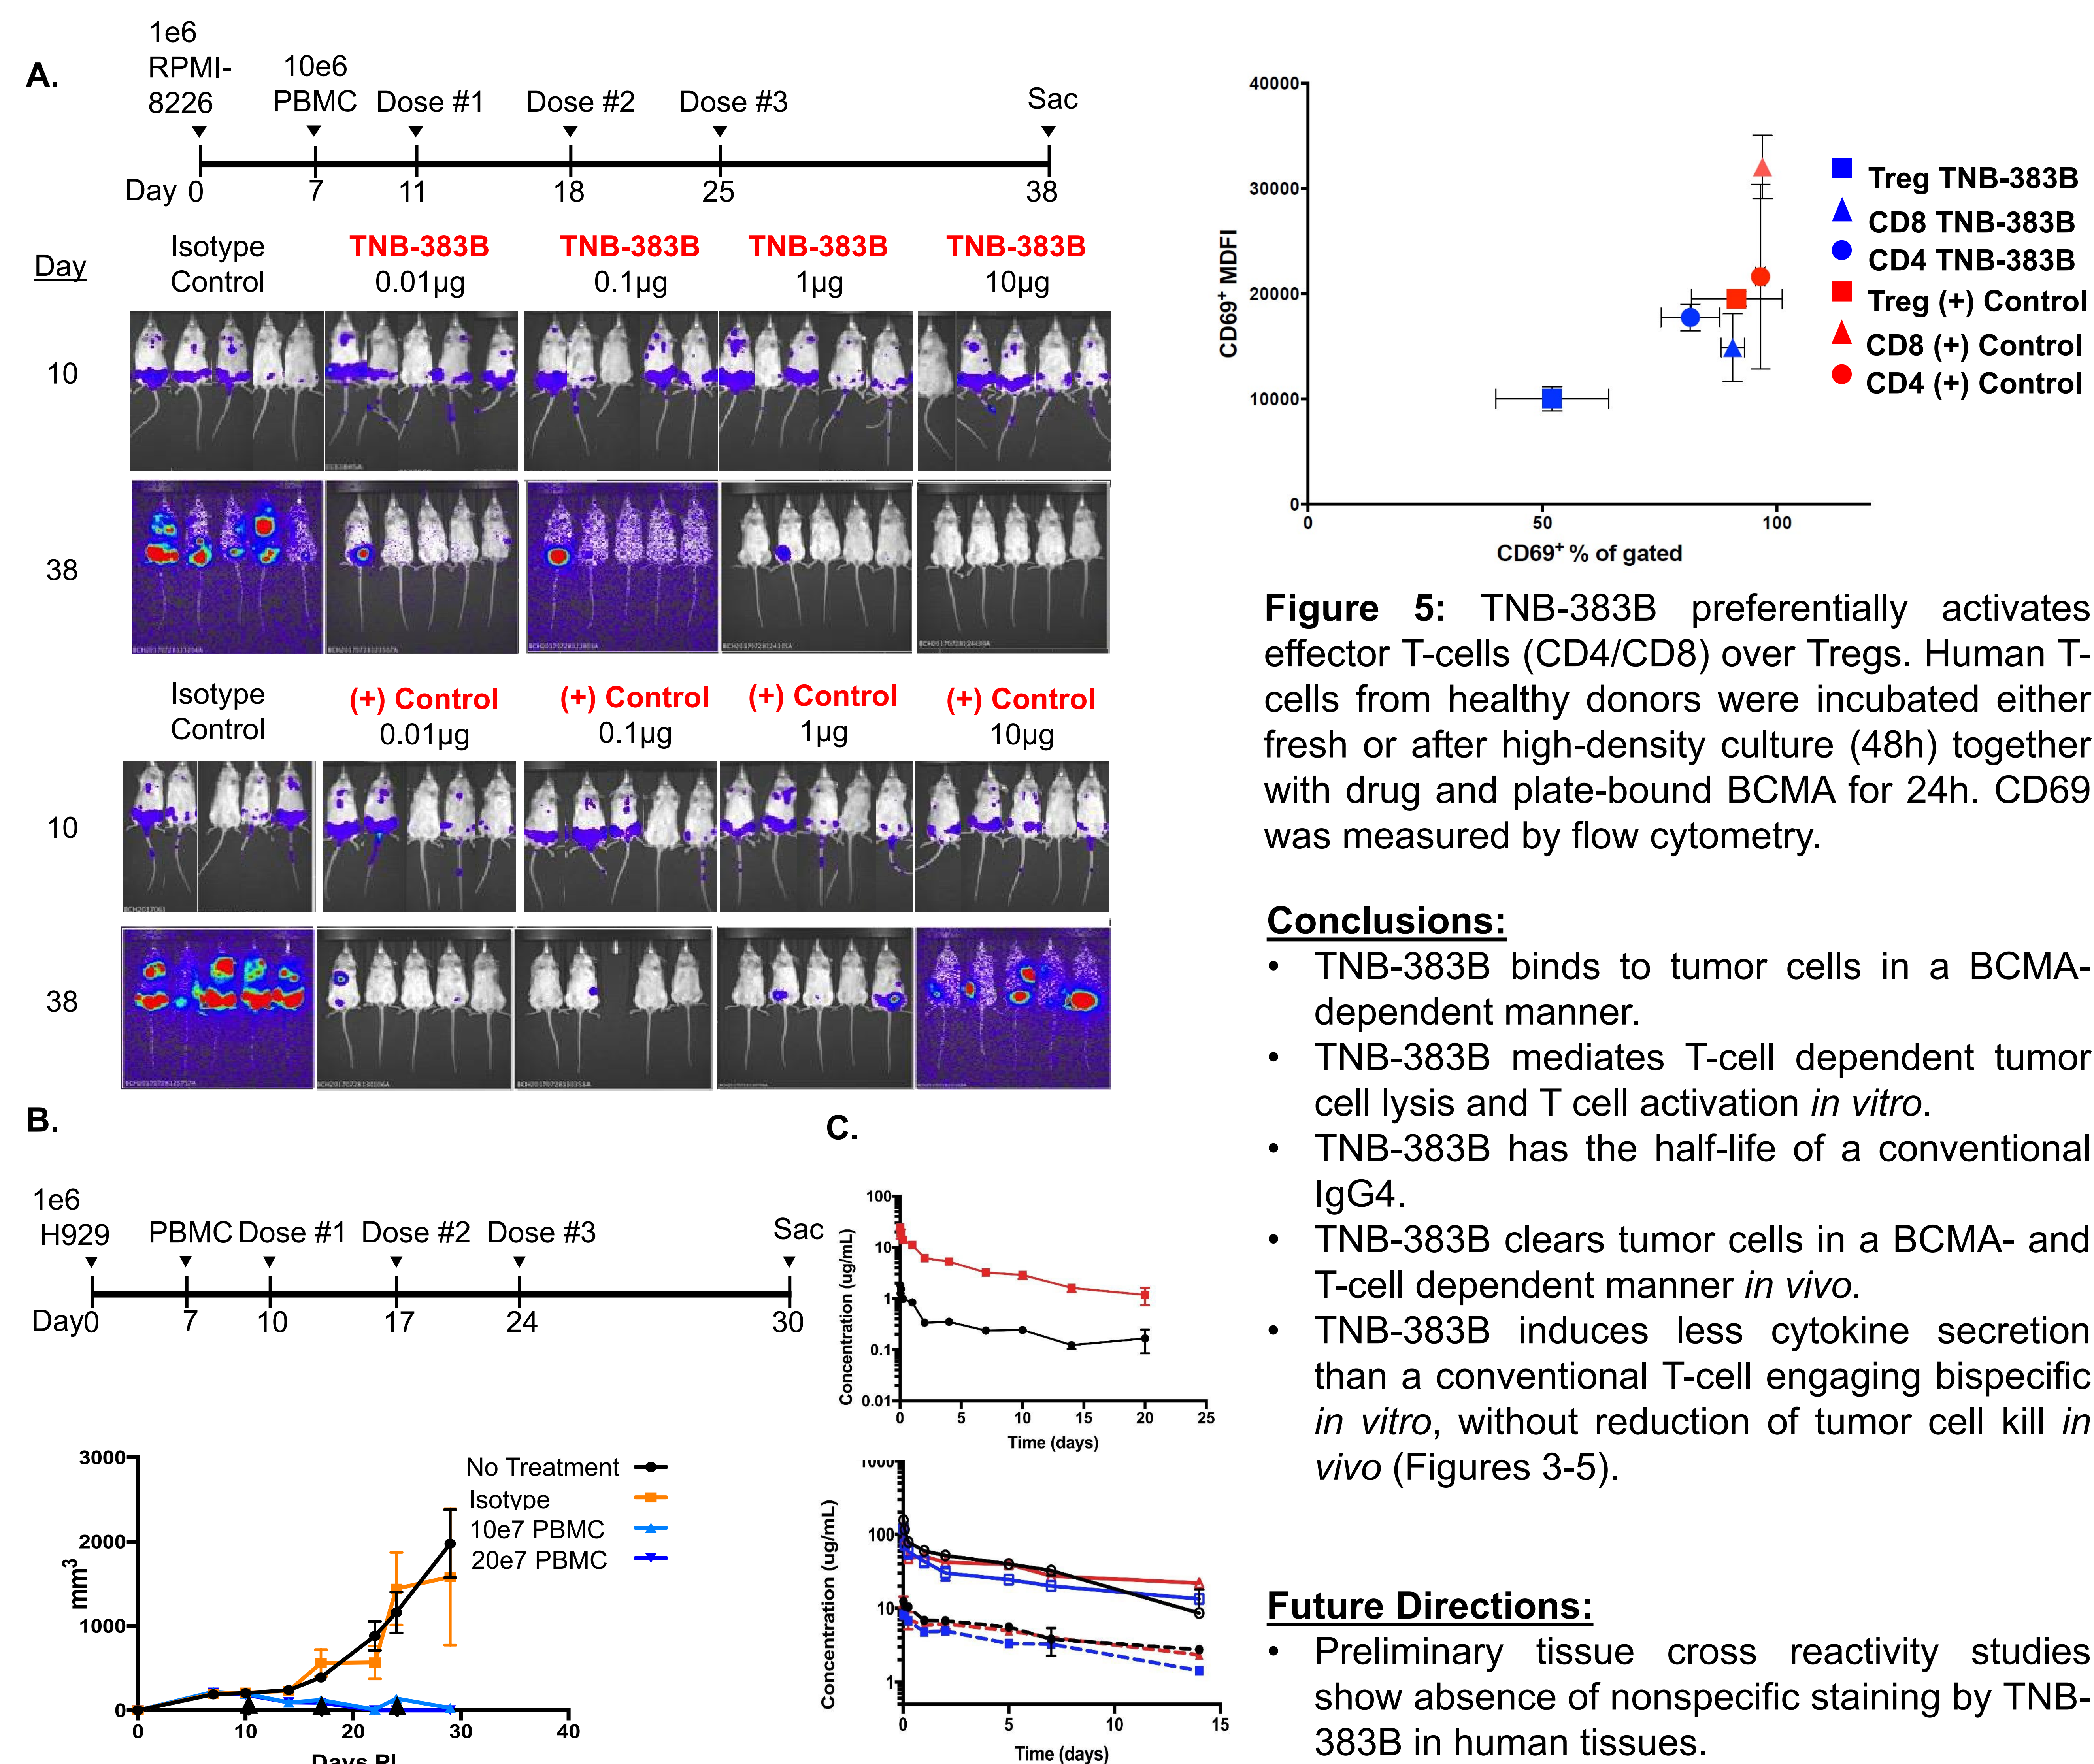 A.
1e6
RPMI-
8226
10e6
PBMC
Dose #1
Dose #2
Dose #3
Sac
Day 0
7
11
18
25
38
Day
Isotype
Control
TNB-383B
0.01µg
TNB-383B
0.1µg
TNB-383B
1µg
TNB-383B
10µg
10
38
Isotype
Control
(+) Control
0.01µg
(+) Control
0.1µg
(+) Control
1µg
(+) Control
10µg
10
38
B.
1e6
H929
PBMC
Dose #1
Dose #2
Dose #3
Sac
Day0
7
10
17
24
30
3000
2000
1000
0
mm3
0
10
20
30
40
Days PI
No Treatment
Isotype
10e7 PBMC
20e7 PBMC
C.
100
10
1
0.1
0.01
Concentration (ug/mL)
0
5
10
15
20
25
Time (days)
1000
100
10
1
Concentration (ug/mL)
0
5
10
15
Time (days)
40000
30000
20000
10000
0
CD69+ MDFI
0
50
100
CD69+ % of gated
Treg TNB-383B
CD8 TNB-383B
CD4 TNB-383B
Treg (+) Control
CD8 (+) Control
CD4 (+) Control
Figure 5: TNB-383B preferentially activates
effector T-cells (CD4/CD8) over Tregs. Human T-
cells from healthy donors were incubated either
fresh or after high-density culture (48h) together
with drug and plate-bound BCMA for 24h. CD69
was measured by flow cytometry.
Conclusions:
• TNB-383B binds to tumor cells in a BCMA-
dependent manner.
• TNB-383B mediates T-cell dependent tumor
cell lysis and T cell activation in vitro.
• TNB-383B has the half-life of a conventional
IgG4.
• TNB-383B clears tumor cells in a BCMA- and
T-cell dependent manner in vivo.
• TNB-383B induces less cytokine secretion
than a conventional T-cell engaging bispecific
in vitro, without reduction of tumor cell kill in
vivo (Figures 3-5).
Future Directions:
• Preliminary tissue cross reactivity studies
show absence of nonspecific staining by TNB-
383B in human tissues.